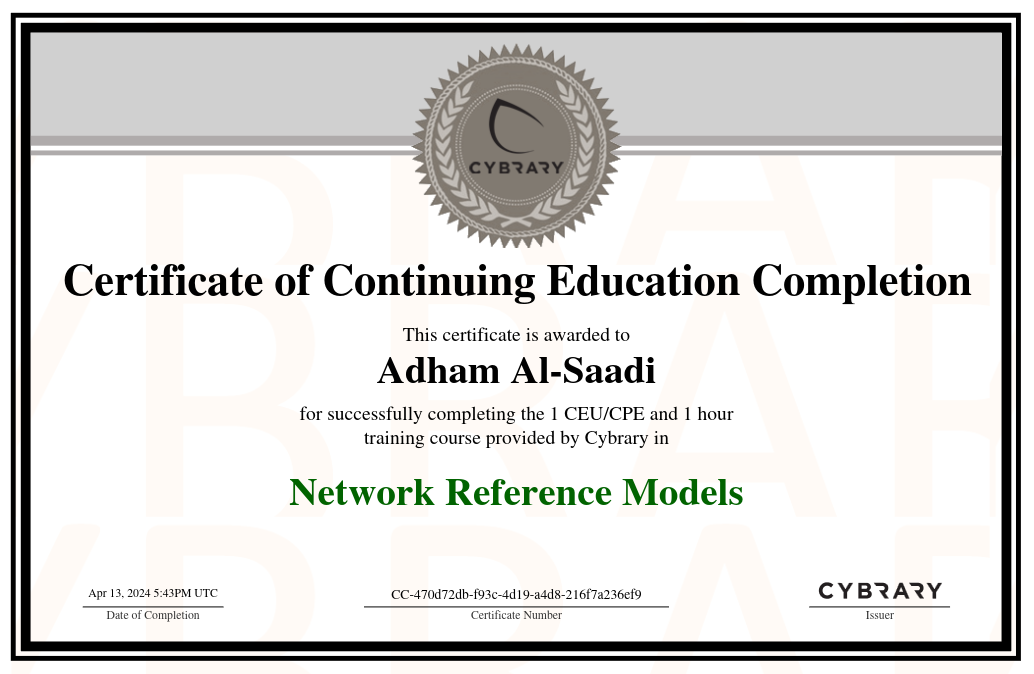 CYBRARY
Certificate of Continuing Education Completion
This certificate is awarded to
Adham Al-Saadi
for successfully completing the 1 CEU/CPE and 1 hour
training course provided by Cybrary in
Network Reference Models
Apr 13, 2024 5:43PM UTC
Date of Completion
CC-470d72db-f93c-4d19-a4d8-216f7a236ef9
Certificate Number
CYBRARY
Issuer